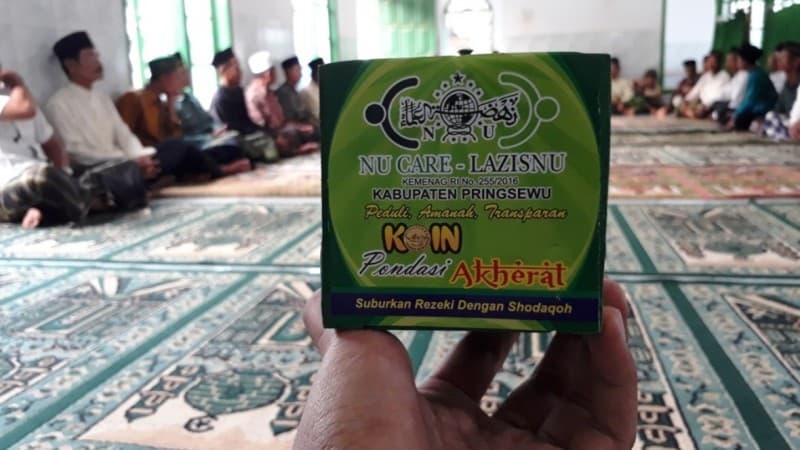 NU
NU CARE - LAZISNU
KEMENAG RI No. 255/2016
KABUPATEN PRINGSEWU
Peduli, Amanah, Transparan
KOIN
Pondasi Akherat
Suburkan Rezeki Dengan Shodaqoh